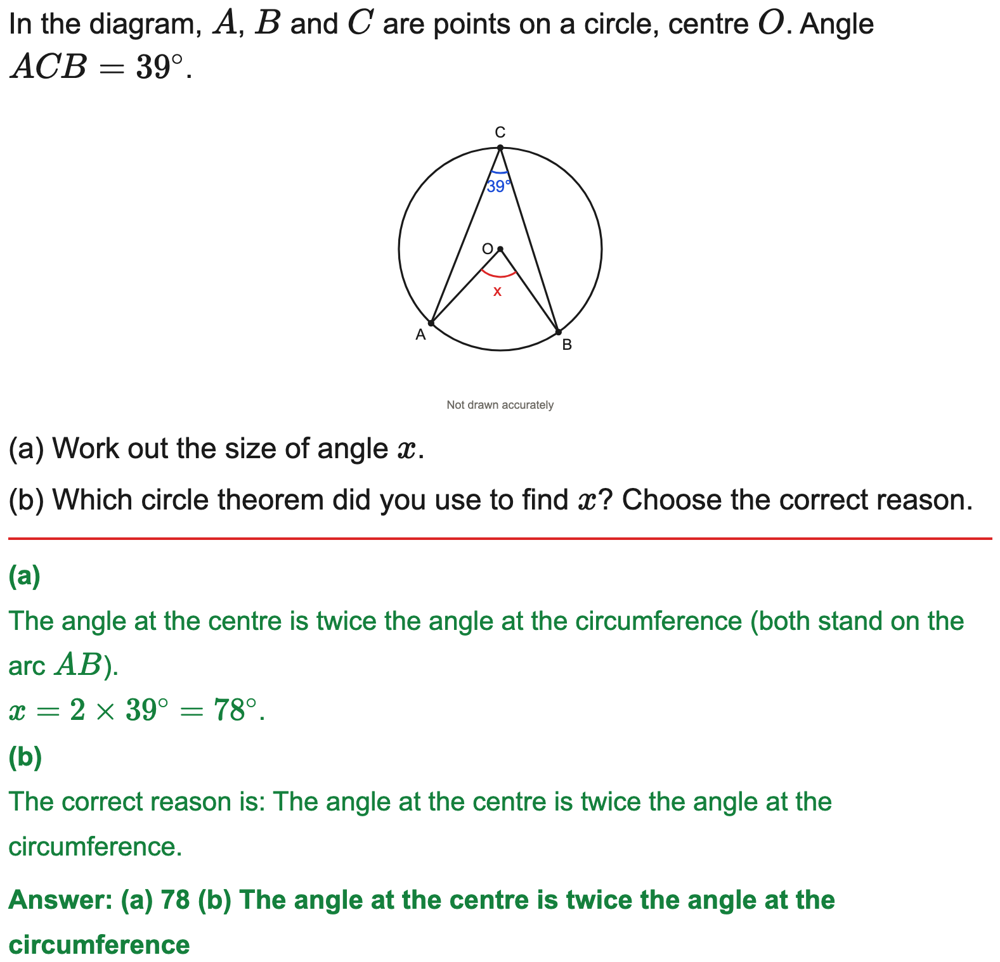 In the diagram, A, B and C are points on a circle, centre O. Angle
ACB = 39°.
C
39°
O
x
A
B
Not drawn accurately
(a) Work out the size of angle x.
(b) Which circle theorem did you use to find x? Choose the correct reason.
(a)
The angle at the centre is twice the angle at the circumference (both stand on the
arc AB).
x = 2 × 39° = 78°.
(b)
The correct reason is: The angle at the centre is twice the angle at the
circumference.
Answer: (a) 78 (b) The angle at the centre is twice the angle at the
circumference